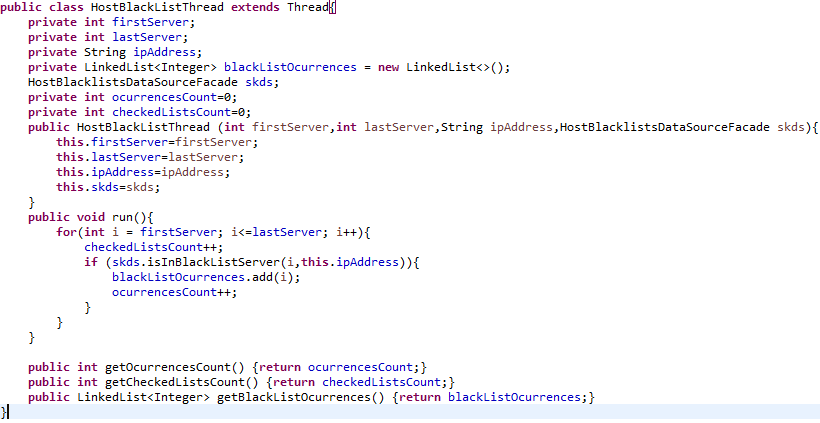 public class HostBlackListThread extends Thread{
    private int firstServer;
    private int lastServer;
    private String ipAddress;
    private LinkedList<Integer> blackListOcurrences = new LinkedList<>();
    HostBlacklistsDataSourceFacade skds;
    private int ocurrencesCount=0;
    private int checkedListsCount=0;
    public HostBlackListThread (int firstServer,int lastServer,String ipAddress,HostBlacklistsDataSourceFacade skds){
        this.firstServer=firstServer;
        this.lastServer=lastServer;
        this.ipAddress=ipAddress;
        this.skds=skds;
    }
    public void run(){
        for(int i = firstServer; i<=lastServer; i++){
            checkedListsCount++;
            if (skds.isInBlackListServer(i,this.ipAddress)){
                blackListOcurrences.add(i);
                ocurrencesCount++;
            }
        }
    }

    public int getOcurrencesCount() {return ocurrencesCount;}
    public int getCheckedListsCount() {return checkedListsCount;}
    public LinkedList<Integer> getBlackListOcurrences() {return blackListOcurrences;}
}